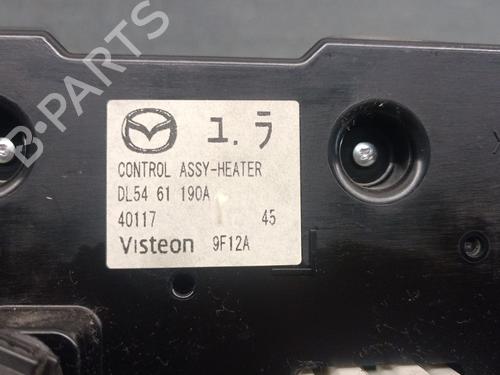 ユ.ラ
CONTROL ASSY-HEATER
DL54 61 190A
40117 45
Visteon 9F12A
B-PARTS